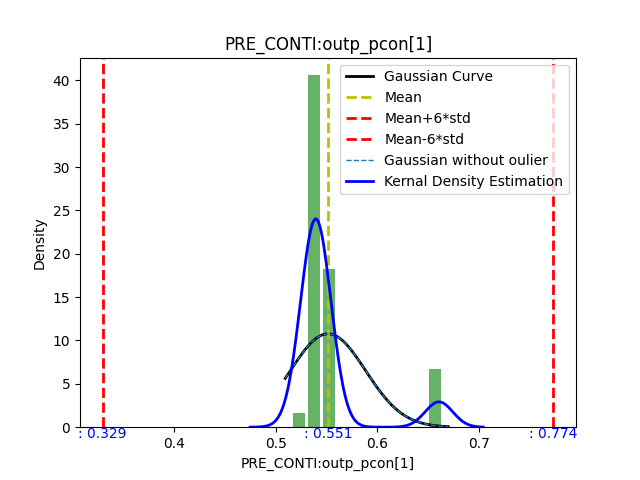 PRE_CONTI:outp_pcon[1]
Gaussian Curve
Mean
Mean+6*std
Mean-6*std
Gaussian without oulier
Kernal Density Estimation
Density
40
35
30
25
20
15
10
5
0
: 0.329
: 0.551
: 0.774
0.4
0.5
0.6
0.7
PRE_CONTI:outp_pcon[1]